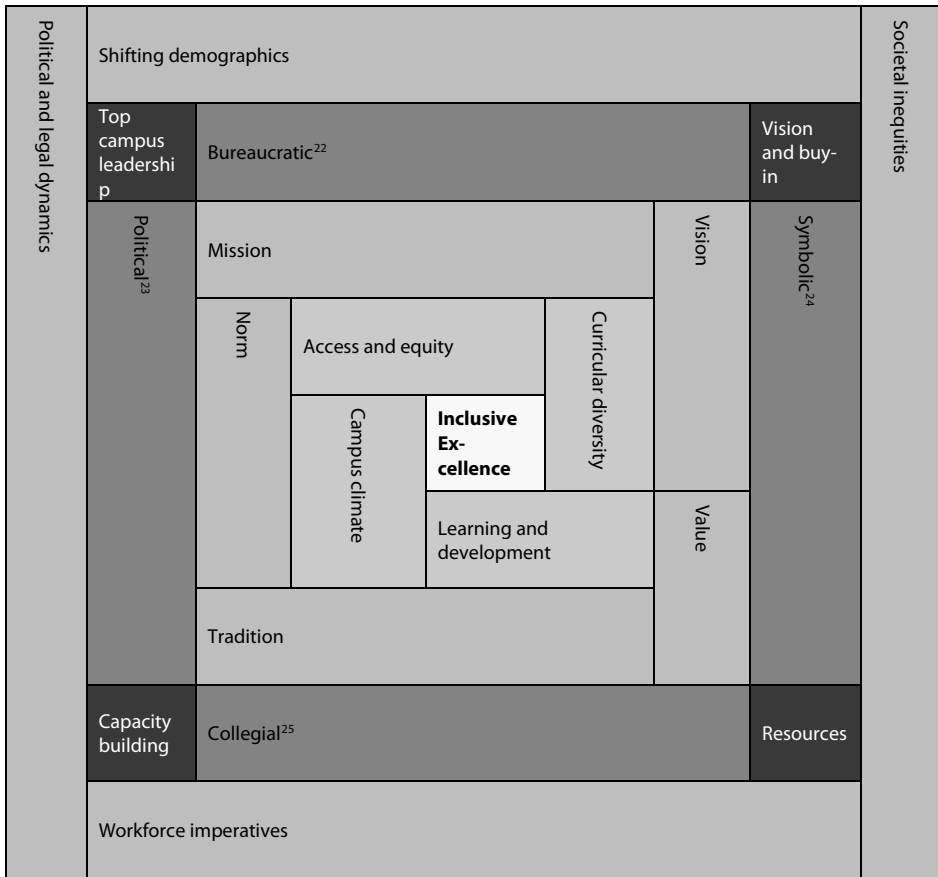 Political and legal dynamics
Shifting demographics
Societal inequities
Top
campus
leadershi
p
Bureaucratic²²
Vision
and buy-
in
Political²³
Mission
Vision
Symbolic²⁴
Norm
Access and equity
Curricular diversity
Campus climate
Inclusive
Ex-
cellence
Learning and
development
Value
Tradition
Capacity
building
Collegial²⁵
Resources
Workforce imperatives